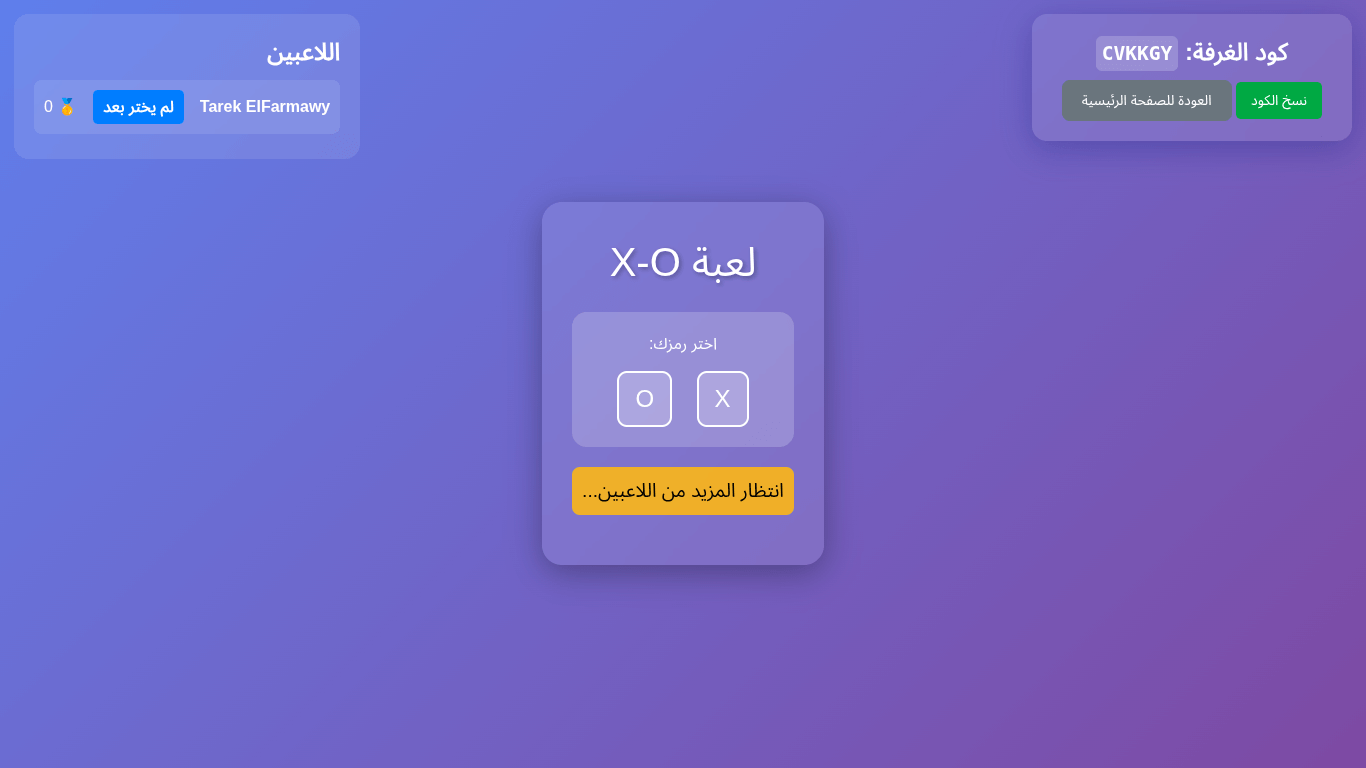 كود الغرفة: CVKKGY
نسخ الكود
العودة للصفحة الرئيسية
اللاعبين
Tarek ElFarmawy
لم يختر بعد
🥇 0
لعبة X-O
اختر رمزك:
X
O
انتظار المزيد من اللاعبين...